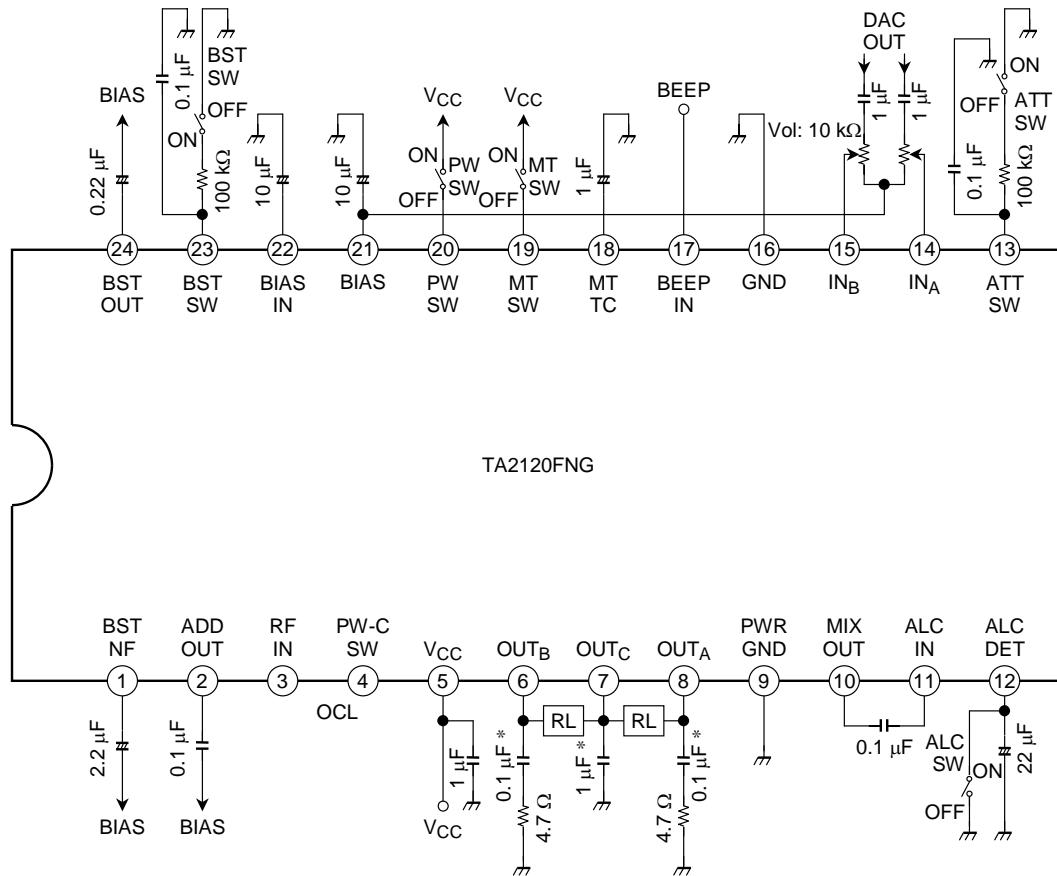 DAC
OUT
BST
SW
ON
BIAS
0.1 μF
VCC
VCC
BEEP
1 μF
1 μF
OFF
ATT
SW
OFF
ON
Vol: 10 kΩ
0.22 μF
100 kΩ
10 μF
10 μF
ON
PW
SW
OFF
ON
MT
SW
OFF
1 μF
0.1 μF
100 kΩ
24 23 22 21 20 19 18 17 16 15 14 13
BST
OUT
BST
SW
BIAS
IN
BIAS
PW
SW
MT
SW
MT
TC
BEEP
IN
GND
INB
INA
ATT
SW
TA2120FNG
BST
NF
ADD
OUT
RF
IN
PW-C
SW
VCC
OUTB
OUTC
OUTA
PWR
GND
MIX
OUT
ALC
IN
ALC
DET
1 2 3 4 5 6 7 8 9 10 11 12
OCL
RL
RL
2.2 μF
0.1 μF
1 μF
0.1 μF*
1 μF*
0.1 μF*
0.1 μF
ALC
SW
ON
OFF
22 μF
4.7 Ω
4.7 Ω
BIAS
BIAS
VCC